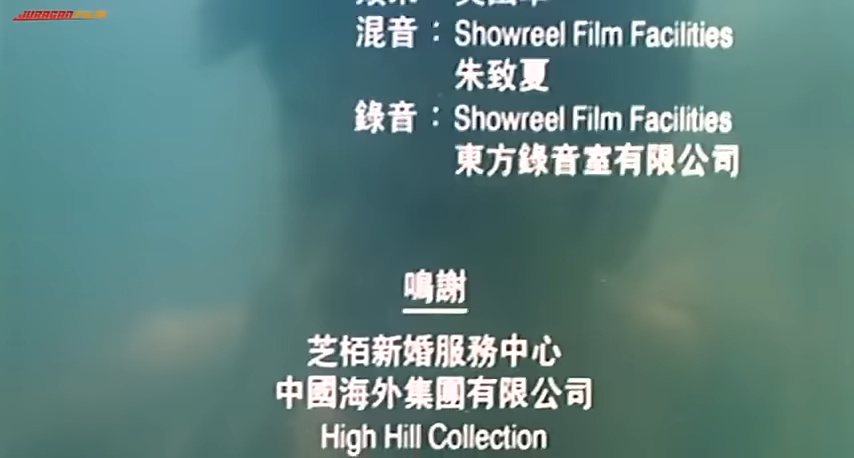 JURAGAN FILM
混音：Showreel Film Facilities
朱致夏
錄音：Showreel Film Facilities
東方錄音室有限公司
鳴謝
芝栢新婚服務中心
中國海外集團有限公司
High Hill Collection